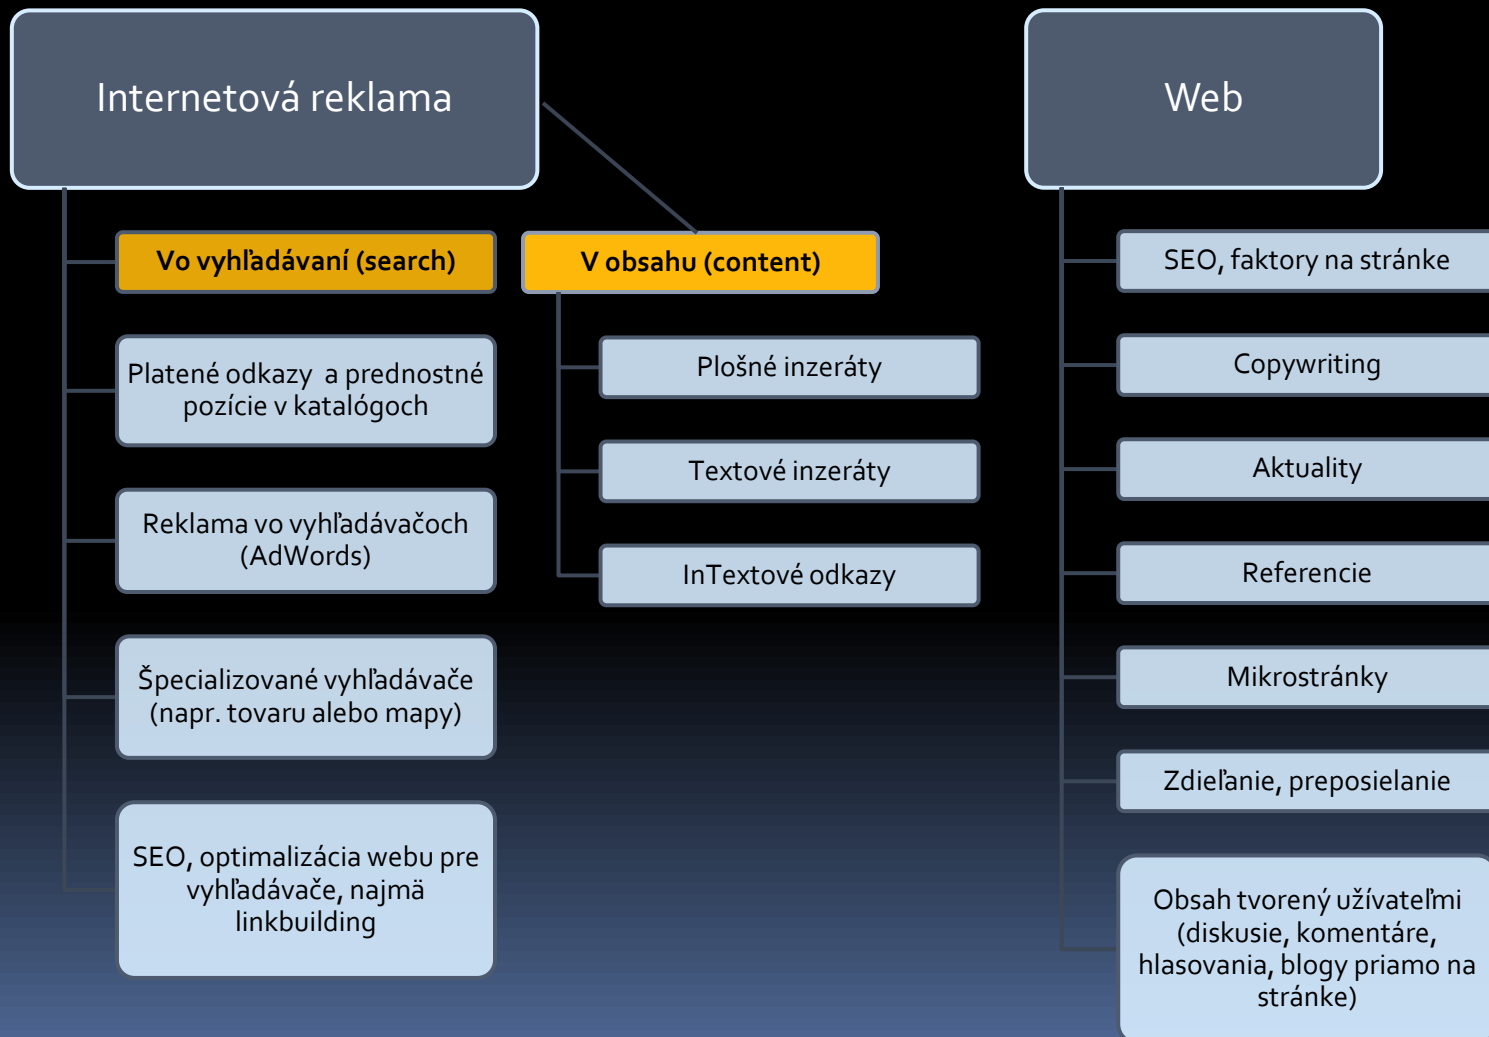 Internetová reklama
Vo vyhľadávaní (search)
Platené odkazy a prednostné
pozície v katalógoch
Reklama vo vyhľadávačoch
(AdWords)
Špecializované vyhľadávače
(napr. tovaru alebo mapy)
SEO, optimalizácia webu pre
vyhľadávače, najmä
linkbuilding
V obsahu (content)
Plošné inzeráty
Textové inzeráty
InTextové odkazy
Web
SEO, faktory na stránke
Copywriting
Aktuality
Referencie
Mikrostránky
Zdieľanie, preposielanie
Obsah tvorený užívateľmi
(diskusie, komentáre,
hlasovania, blogy priamo na
stránke)